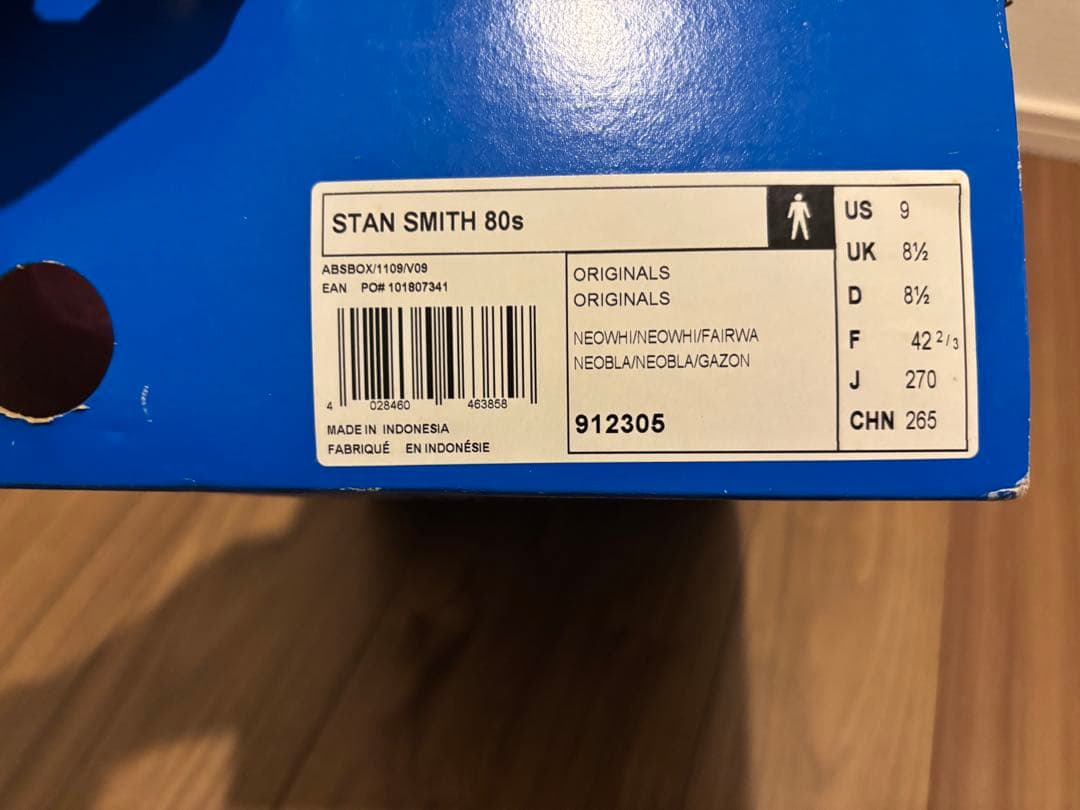 STAN SMITH 80s
ABSBOX/1109/V09
EAN PO# 101807341
4 028460 463858
MADE IN INDONESIA
FABRIQUÉ EN INDONÉSIE
ORIGINALS
ORIGINALS
NEOWHI/NEOWHI/FAIRWA
NEOBLA/NEOBLA/GAZON
912305
US 9
UK 8½
D 8½
F 42 2/3
J 270
CHN 265